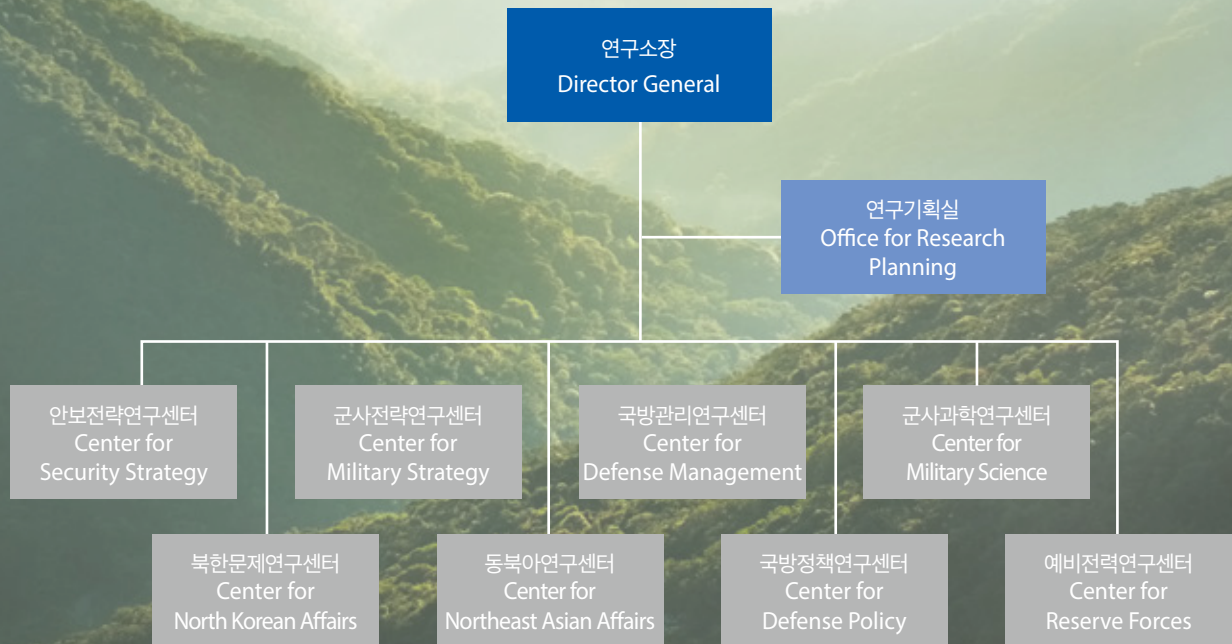 연구소장
Director General
연구기획실
Office for Research
Planning
안보전략연구센터
Center for
Security Strategy
군사전략연구센터
Center for
Military Strategy
국방관리연구센터
Center for
Defense Management
군사과학연구센터
Center for
Military Science
북한문제연구센터
Center for
North Korean Affairs
동북아연구센터
Center for
Northeast Asian Affairs
국방정책연구센터
Center for
Defense Policy
예비전력연구센터
Center for
Reserve Forces